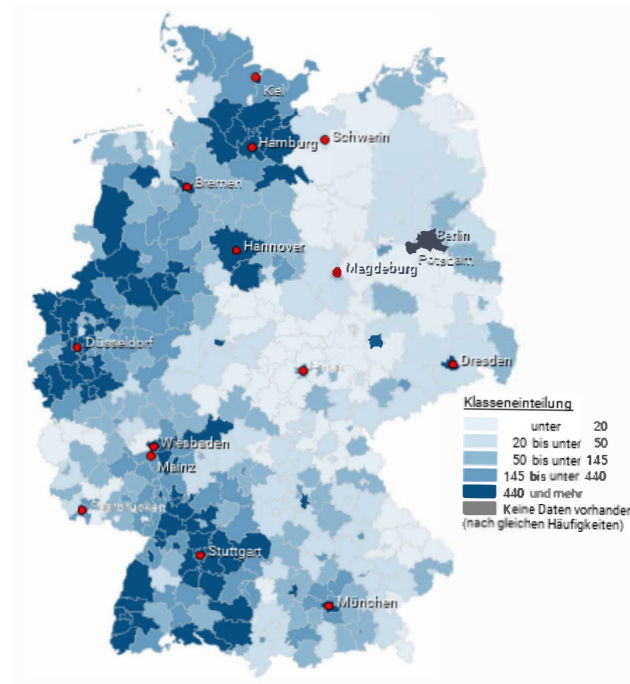 Kiel
Schwerin
Hamburg
Bremen
Berlin
Hannover
Potsdam
Magdeburg
Düsseldorf
Dresden
Klasseneinteilung
unter 20
20 bis unter 50
50 bis unter 145
145 bis unter 440
440 und mehr
Keine Daten vorhanden
(nach gleichen Häufigkeiten)
Wiesbaden
Mainz
Saarbrücken
Stuttgart
München